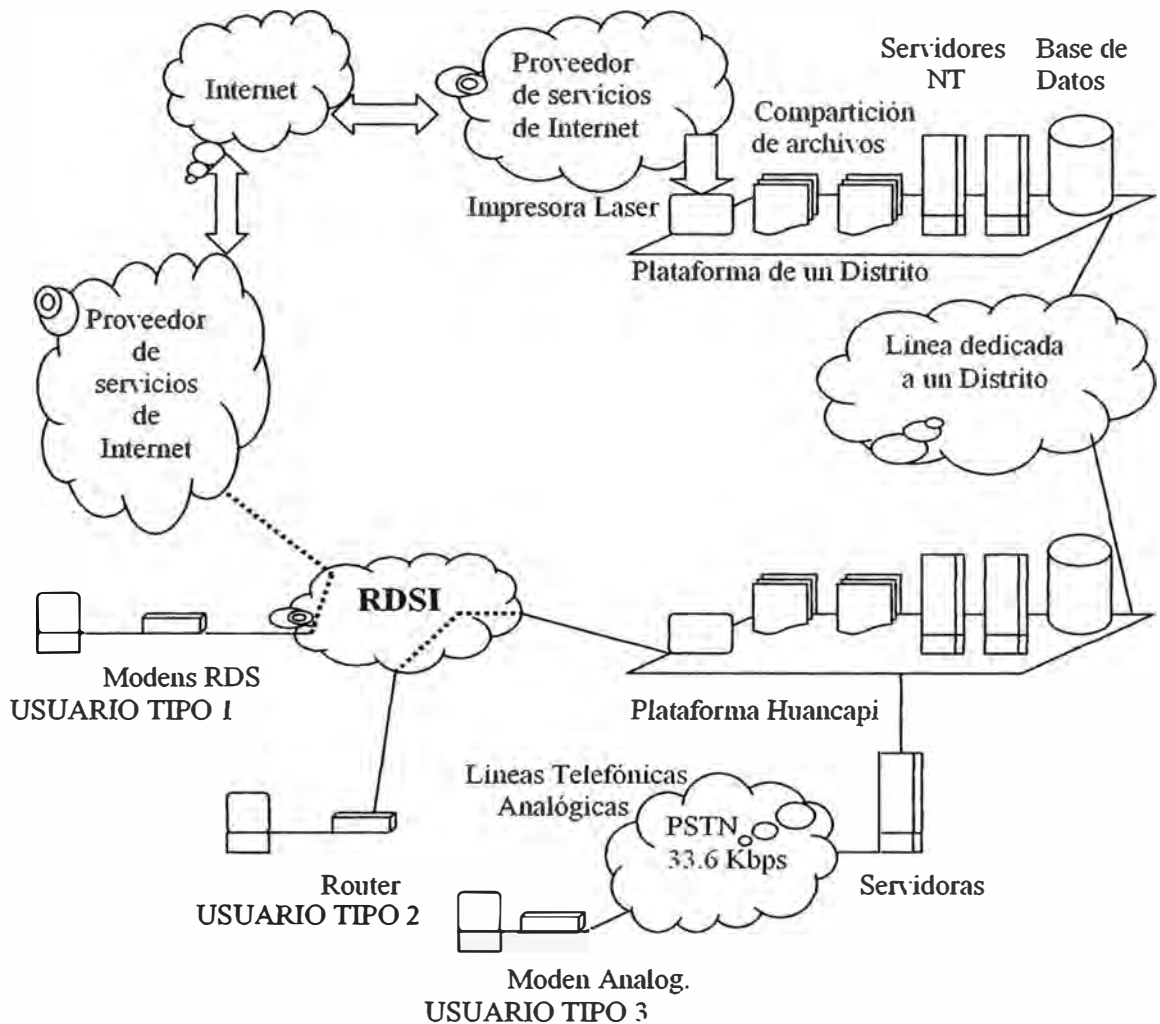 Internet
Proveedor
de servicios
de Internet
Servidores
NT
Base de
Datos
Compartición
de archivos
Impresora Laser
Plataforma de un Distrito
Proveedor
de
servicios
de
Internet
Línea dedicada
a un Distrito
RDSI
Modens RDS
USUARIO TIPO 1
Plataforma Huancapi
Líneas Telefónicas
Analógicas
PSTN
33.6 Kbps
Servidoras
Router
USUARIO TIPO 2
Moden Analog.
USUARIO TIPO 3